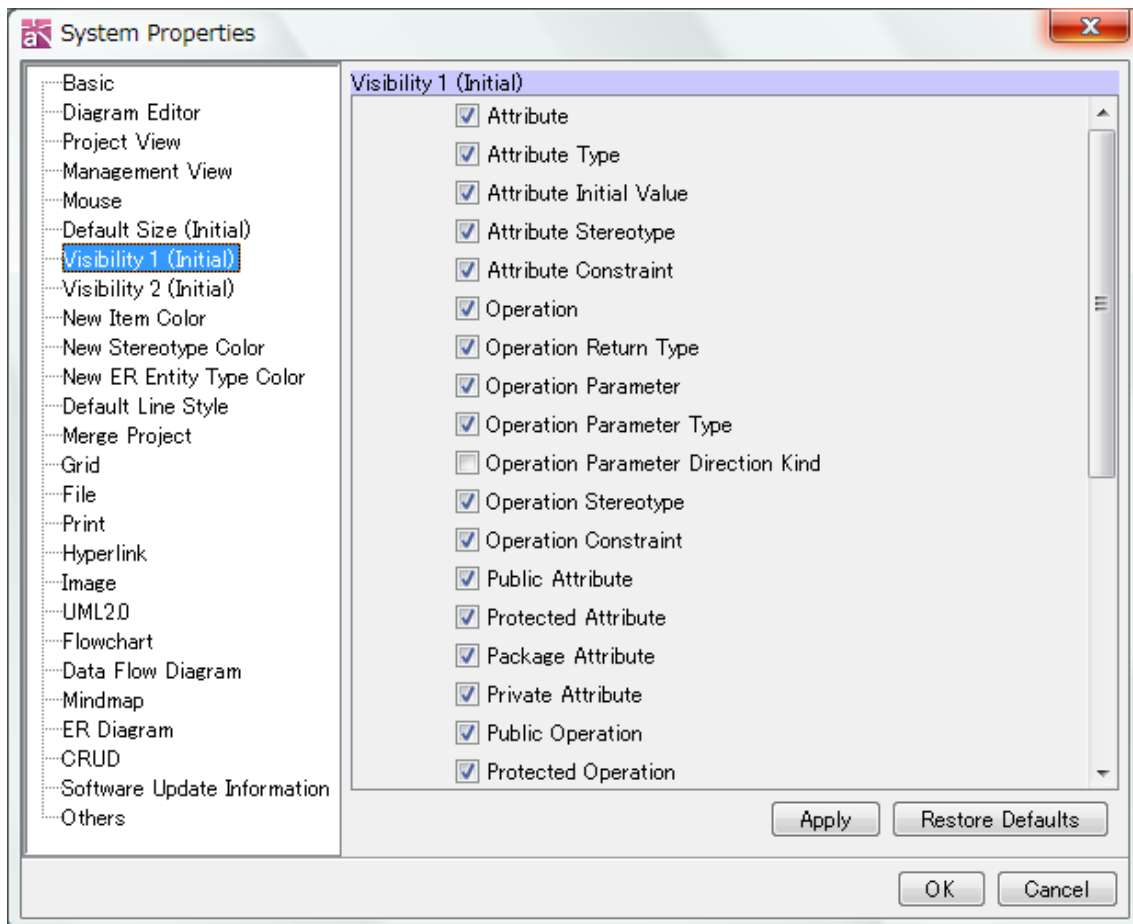 System Properties
Basic
Diagram Editor
Project View
Management View
Mouse
Default Size (Initial)
Visibility 1 (Initial)
Visibility 2 (Initial)
New Item Color
New Stereotype Color
New ER Entity Type Color
Default Line Style
Merge Project
Grid
File
Print
Hyperlink
Image
UML2.0
Flowchart
Data Flow Diagram
Mindmap
ER Diagram
CRUD
Software Update Information
Others
Visibility 1 (Initial)
Attribute
Attribute Type
Attribute Initial Value
Attribute Stereotype
Attribute Constraint
Operation
Operation Return Type
Operation Parameter
Operation Parameter Type
Operation Parameter Direction Kind
Operation Stereotype
Operation Constraint
Public Attribute
Protected Attribute
Package Attribute
Private Attribute
Public Operation
Protected Operation
Apply
Restore Defaults
OK
Cancel